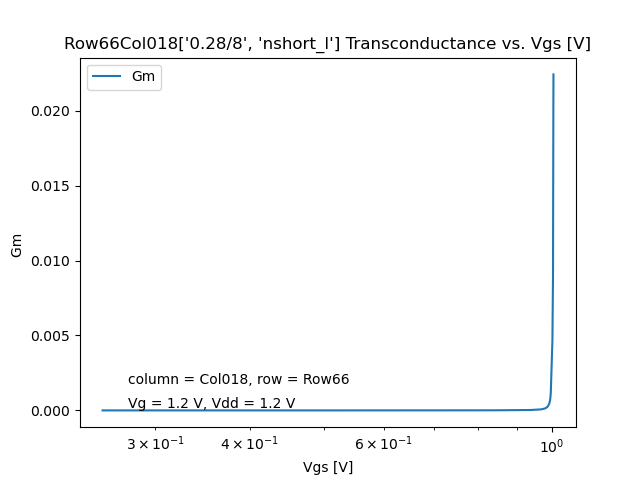 Row66Col018['0.28/8', 'nshort_l'] Transconductance vs. Vgs [V]
Gm
0.020
0.015
0.010
0.005
0.000
Gm
column = Col018, row = Row66
Vg = 1.2 V, Vdd = 1.2 V
3 × 10⁻¹ 4 × 10⁻¹ 6 × 10⁻¹ 10⁰
Vgs [V]